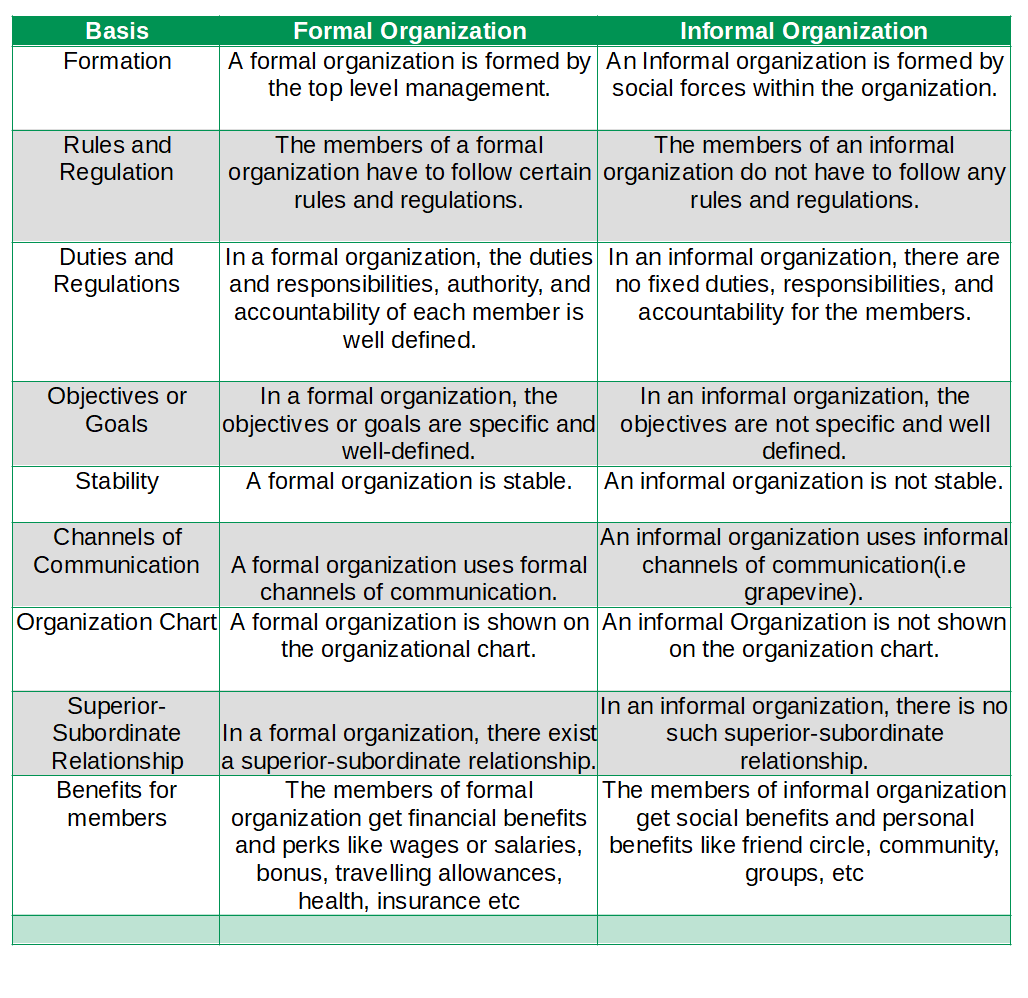 Basis
Formal Organization
Informal Organization
Formation
A formal organization is formed by
the top level management.
An Informal organization is formed by
social forces within the organization.
Rules and
Regulation
The members of a formal
organization have to follow certain
rules and regulations.
The members of an informal
organization do not have to follow any
rules and regulations.
Duties and
Regulations
In a formal organization, the duties
and responsibilities, authority, and
accountability of each member is
well defined.
In an informal organization, there are
no fixed duties, responsibilities, and
accountability for the members.
Objectives or
Goals
In a formal organization, the
objectives or goals are specific and
well-defined.
In an informal organization, the
objectives are not specific and well
defined.
Stability
A formal organization is stable.
An informal organization is not stable.
Channels of
Communication
A formal organization uses formal
channels of communication.
An informal organization uses informal
channels of communication(i.e
grapevine).
Organization Chart
A formal organization is shown on
the organizational chart.
An informal Organization is not shown
on the organization chart.
Superior-
Subordinate
Relationship
In a formal organization, there exist
a superior-subordinate relationship.
In an informal organization, there is no
such superior-subordinate
relationship.
Benefits for
members
The members of formal
organization get financial benefits
and perks like wages or salaries,
bonus, travelling allowances,
health, insurance etc
The members of informal organization
get social benefits and personal
benefits like friend circle, community,
groups, etc